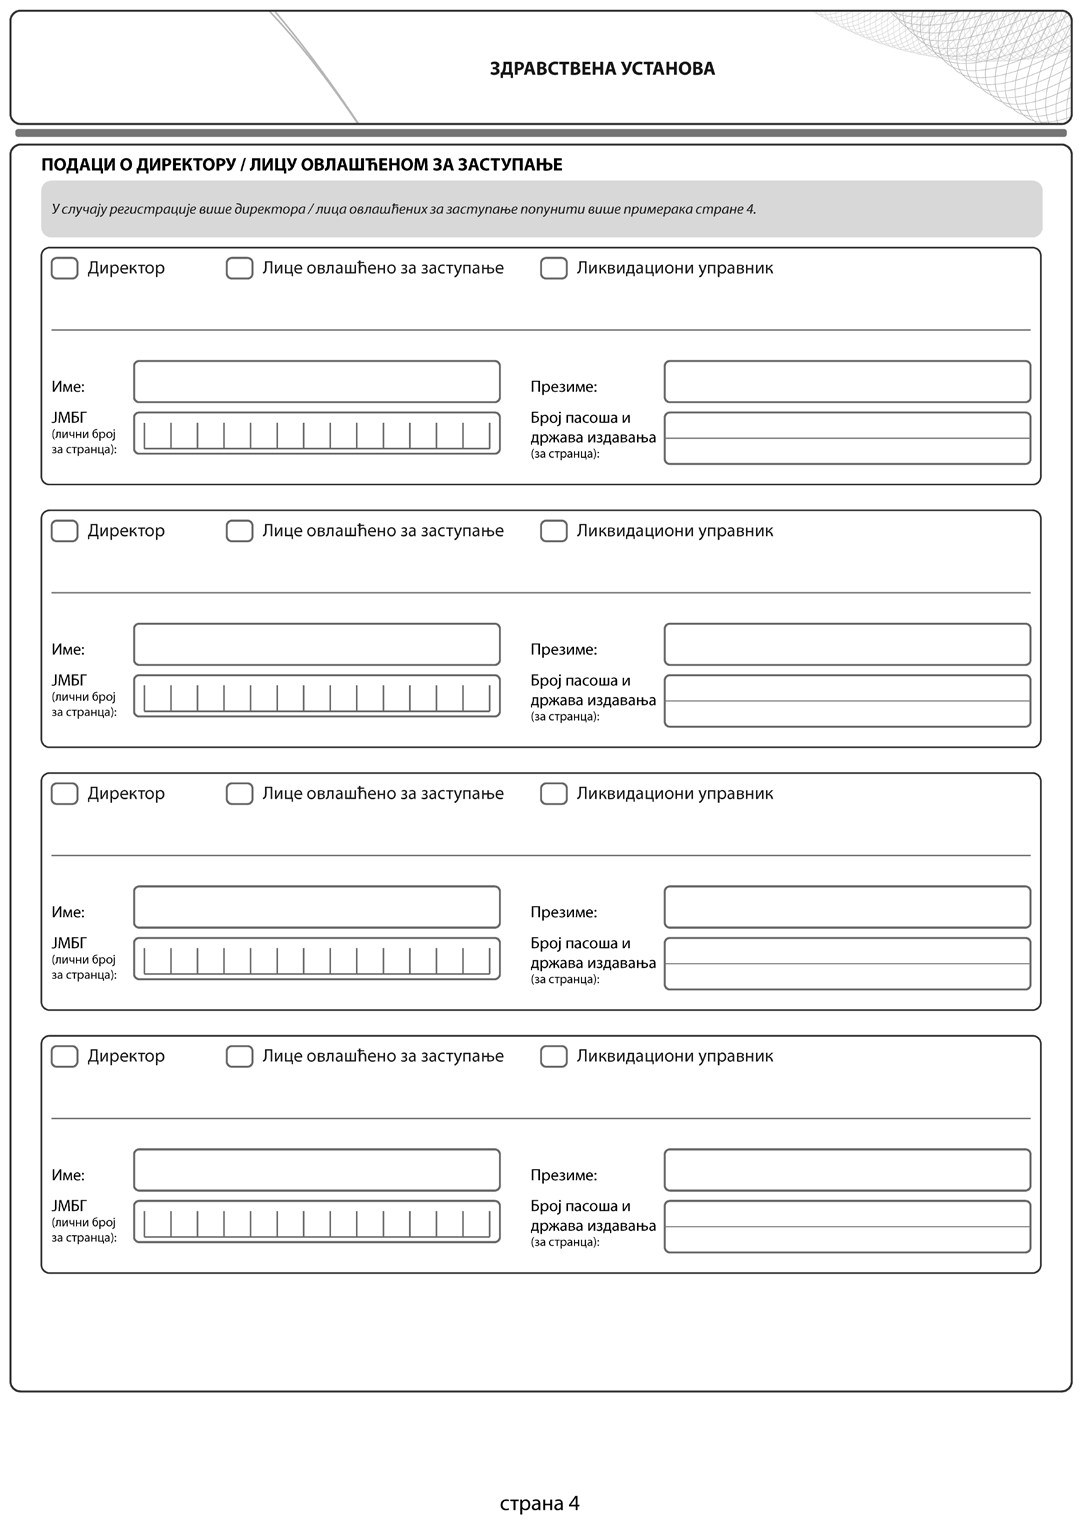 ЗДРАВСТВЕНА УСТАНОВА
ПОДАЦИ О ДИРЕКТОРУ / ЛИЦУ ОВЛАШЋЕНОМ ЗА ЗАСТУПАЊЕ
У случају регистрације више директора / лица овлашћених за заступање попунити више примерака стране 4.
Директор Лице овлашћено за заступање Ликвидациони управник
Име: Презиме:
ЈМБГ Број пасоша и
(лични број држава издавања
за странца): (за странца):
Директор Лице овлашћено за заступање Ликвидациони управник
Име: Презиме:
ЈМБГ Број пасоша и
(лични број држава издавања
за странца): (за странца):
Директор Лице овлашћено за заступање Ликвидациони управник
Име: Презиме:
ЈМБГ Број пасоша и
(лични број држава издавања
за странца): (за странца):
Директор Лице овлашћено за заступање Ликвидациони управник
Име: Презиме:
ЈМБГ Број пасоша и
(лични број држава издавања
за странца): (за странца):
страна 4